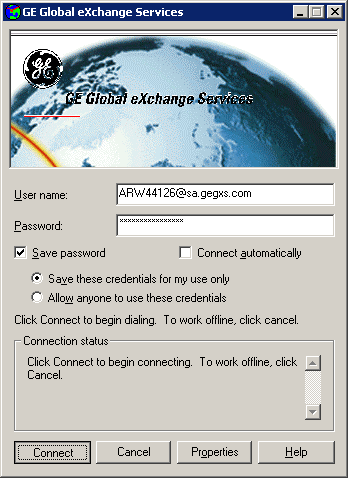 GE Global eXchange Services
GE
GE Global eXchange Services
User name:
ARW44126@sa.gegxs.com
Password:
****************
Save password
Connect automatically
Save these credentials for my use only
Allow anyone to use these credentials
Click Connect to begin dialing. To work offline, click cancel.
Connection status
Click Connect to begin connecting. To work offline, click
Cancel.
Connect
Cancel
Properties
Help